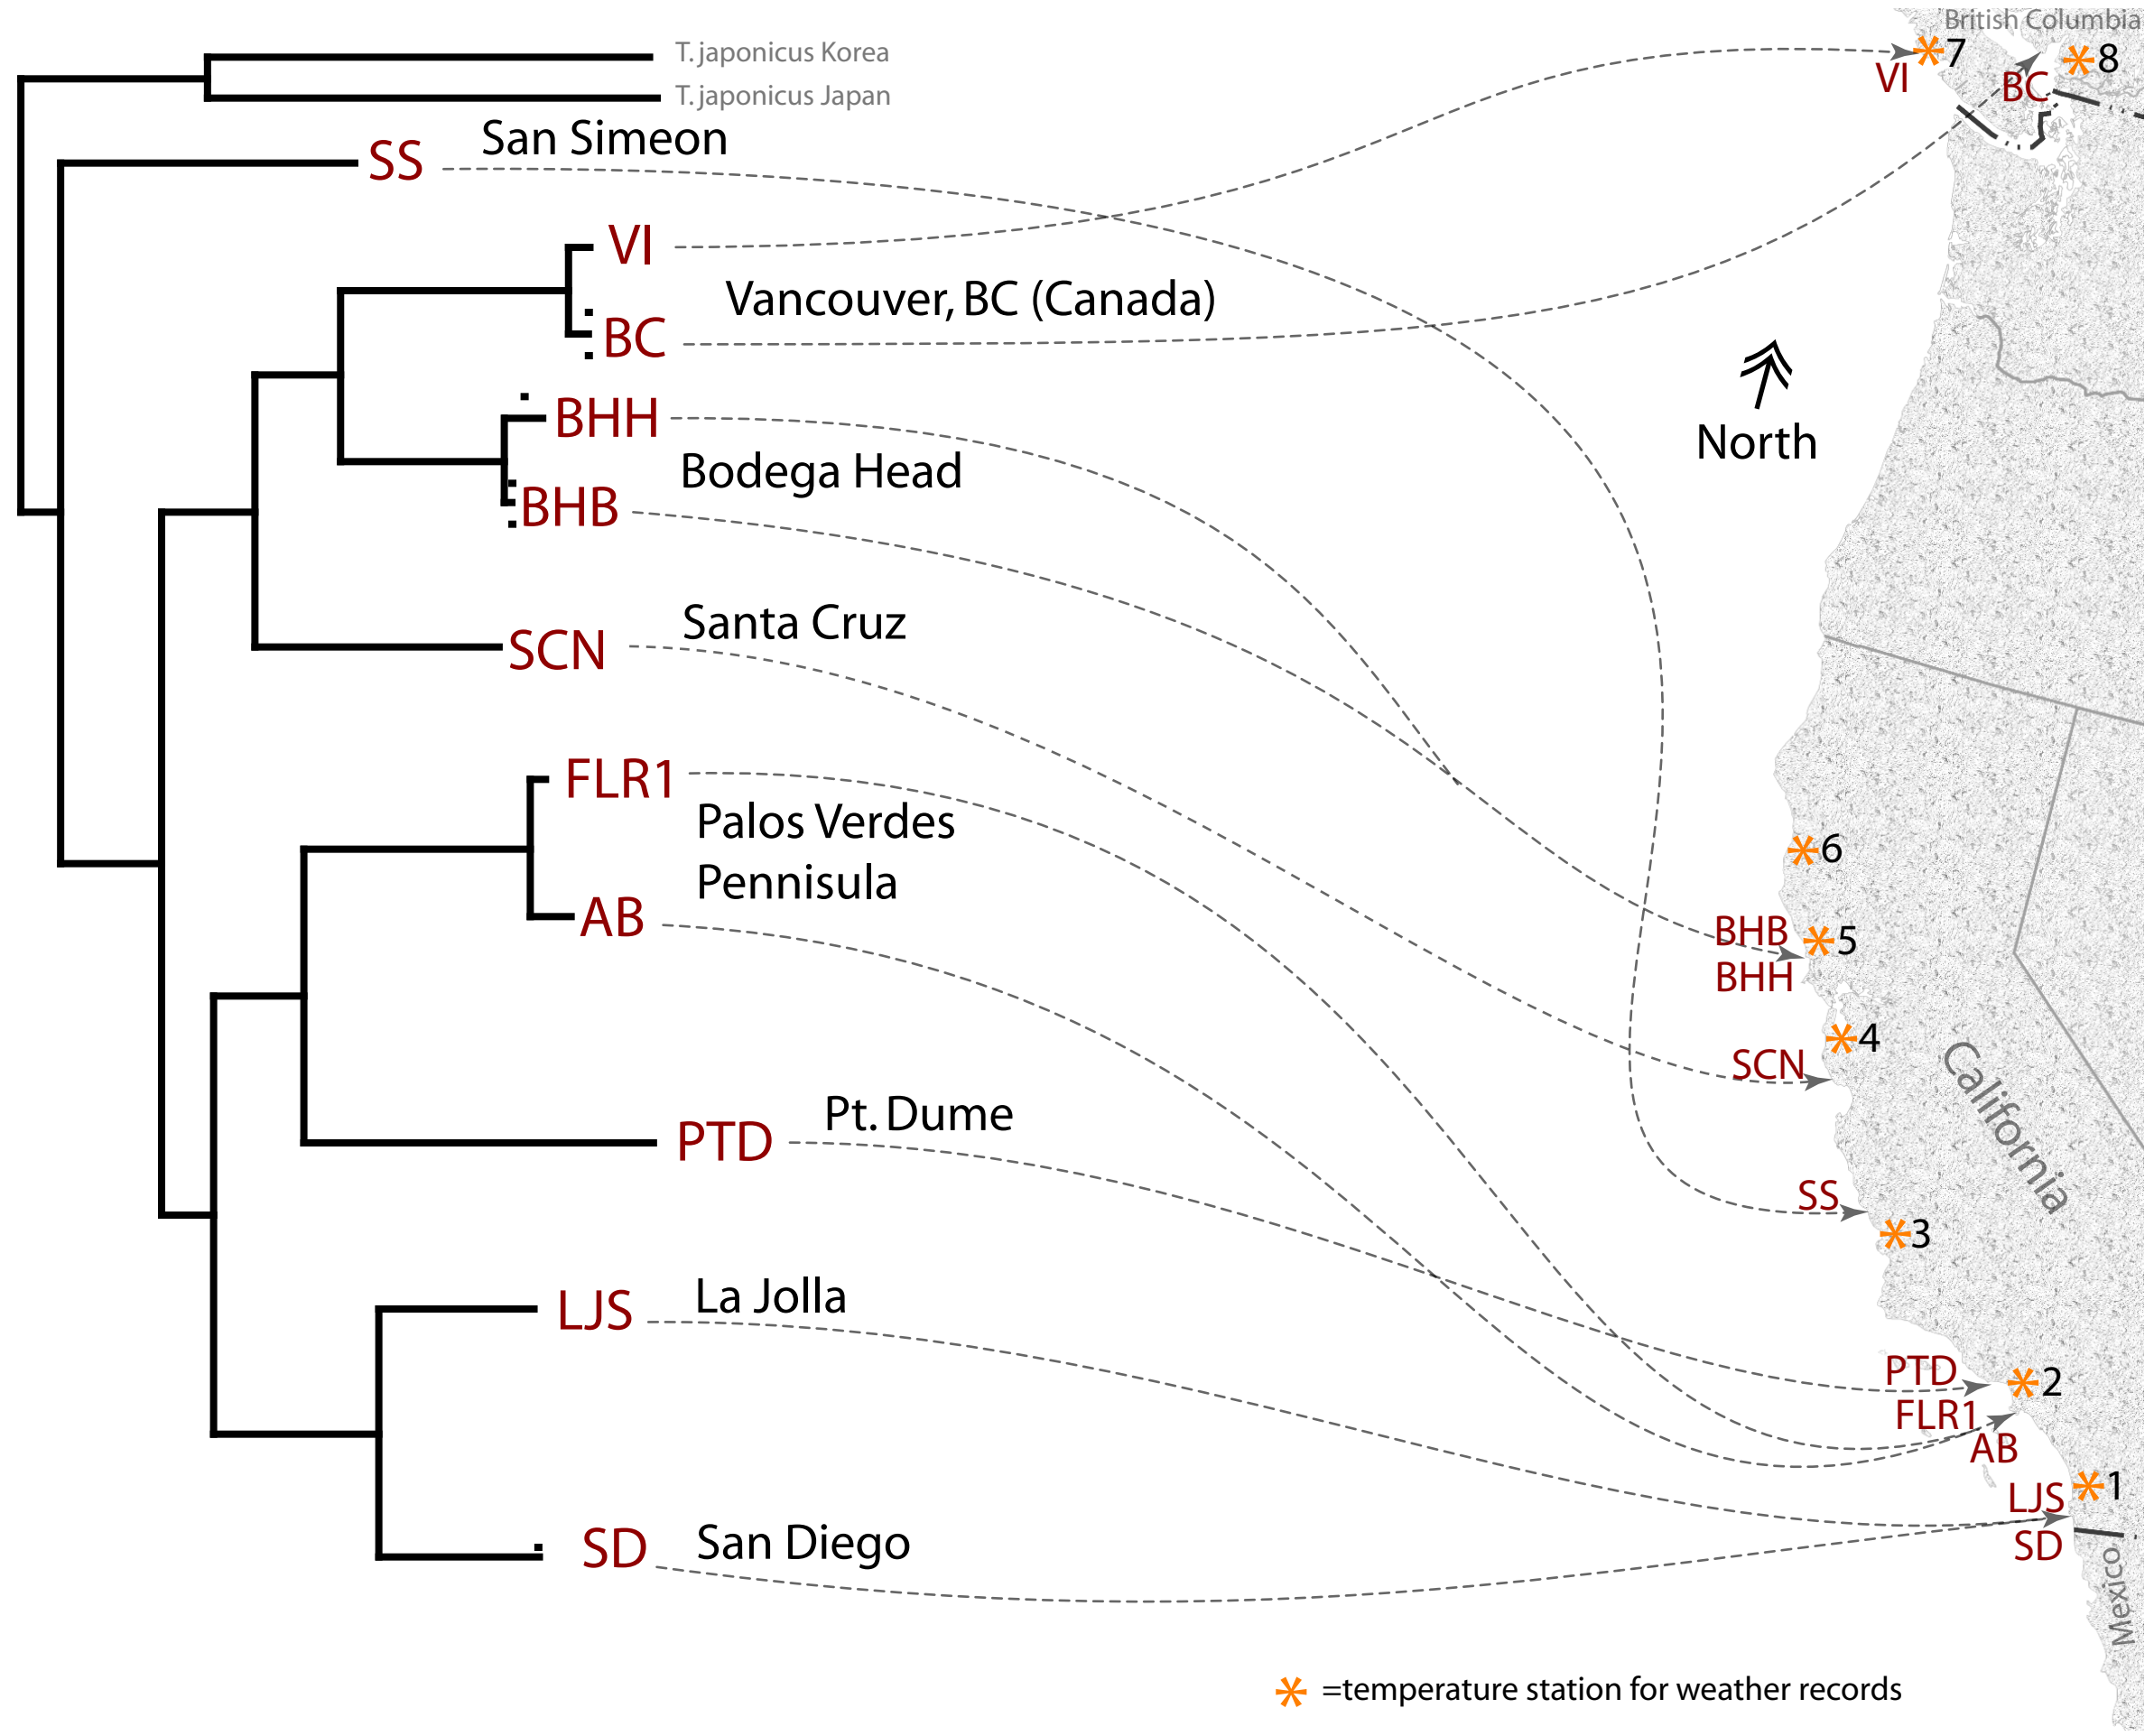 British Columbia
T. japonicus Korea
T. japonicus Japan
SS
San Simeon
VI
Vancouver, BC (Canada)
BC
BHH
Bodega Head
BHB
Santa Cruz
SCN
FLR1
Palos Verdes
Pennisula
AB
Pt. Dume
PTD
La Jolla
LJS
San Diego
SD
North
7
8
VI
BC
6
BHB
5
BHH
4
SCN
California
SS
3
PTD
2
FLR1
AB
1
LJS
SD
Mexico
* =temperature station for weather records